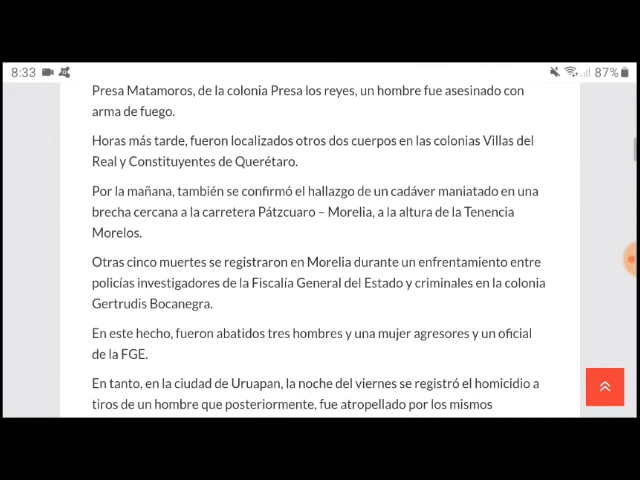 8:33
87%
Presa Matamoros, de la colonia Presa los reyes, un hombre fue asesinado con
arma de fuego.
Horas más tarde, fueron localizados otros dos cuerpos en las colonias Villas del
Real y Constituyentes de Querétaro.
Por la mañana, también se confirmó el hallazgo de un cadáver maniatado en una
brecha cercana a la carretera Pátzcuaro – Morelia, a la altura de la Tenencia
Morelos.
Otras cinco muertes se registraron en Morelia durante un enfrentamiento entre
policías investigadores de la Fiscalía General del Estado y criminales en la colonia
Gertrudis Bocanegra.
En este hecho, fueron abatidos tres hombres y una mujer agresores y un oficial
de la FGE.
En tanto, en la ciudad de Uruapan, la noche del viernes se registró el homicidio a
tiros de un hombre que posteriormente, fue atropellado por los mismos